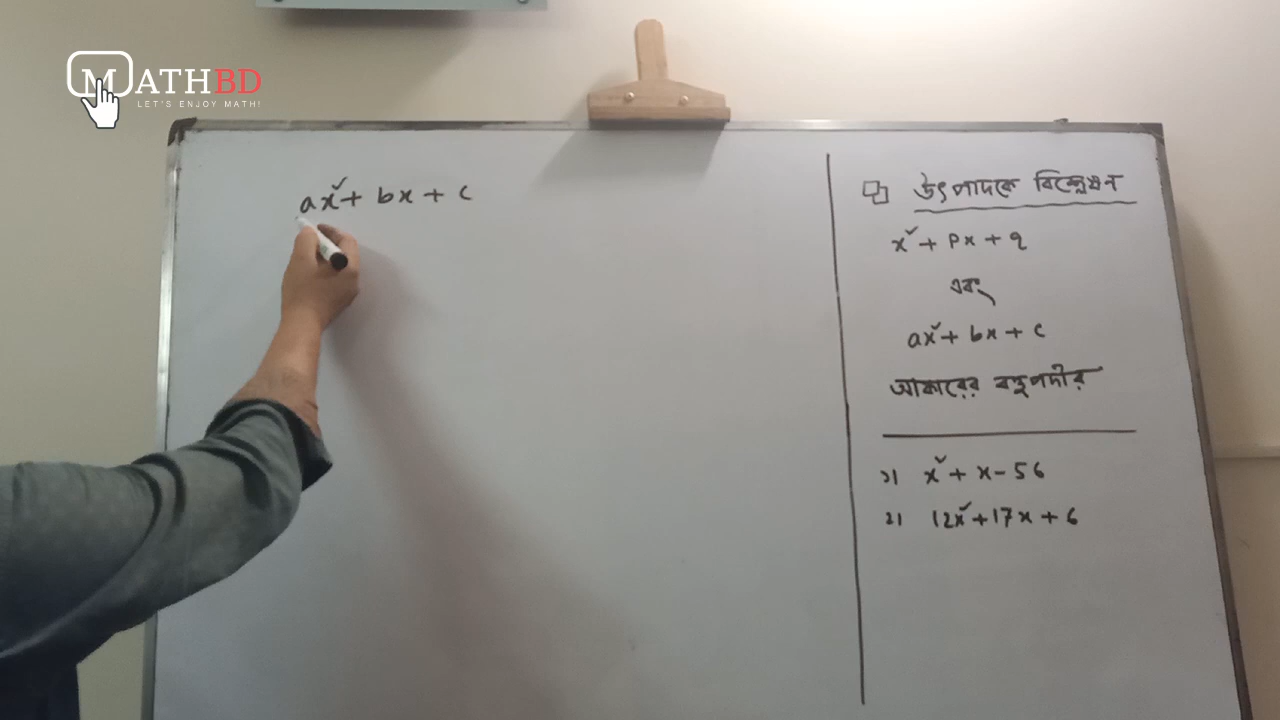 MATHBD
LET'S ENJOY MATH!
ax² + bx + c
উৎপাদকে বিশ্লেষণ
x² + px + q
এবং
ax² + bx + c
আকারের বহুপদীর
১। x² + x - 56
২। 12x² + 17x + 6